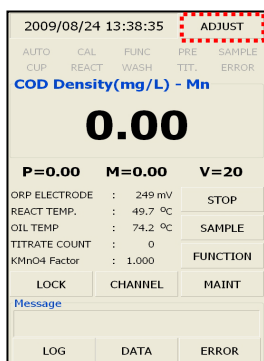 2009/08/24 13:38:35 ADJUST
AUTO CAL FUNC PRE SAMPLE
CUP REACT WASH TIT. ERROR
COD Density(mg/L) - Mn
0.00
P=0.00 M=0.00 V=20
ORP ELECTRODE : 249 mV
STOP
REACT TEMP. : 49.7 ºC
OIL TEMP : 74.2 ºC SAMPLE
TITRATE COUNT : 0
FUNCTION
KMnO4 Factor : 1.000
LOCK CHANNEL MAINT
Message
LOG DATA ERROR